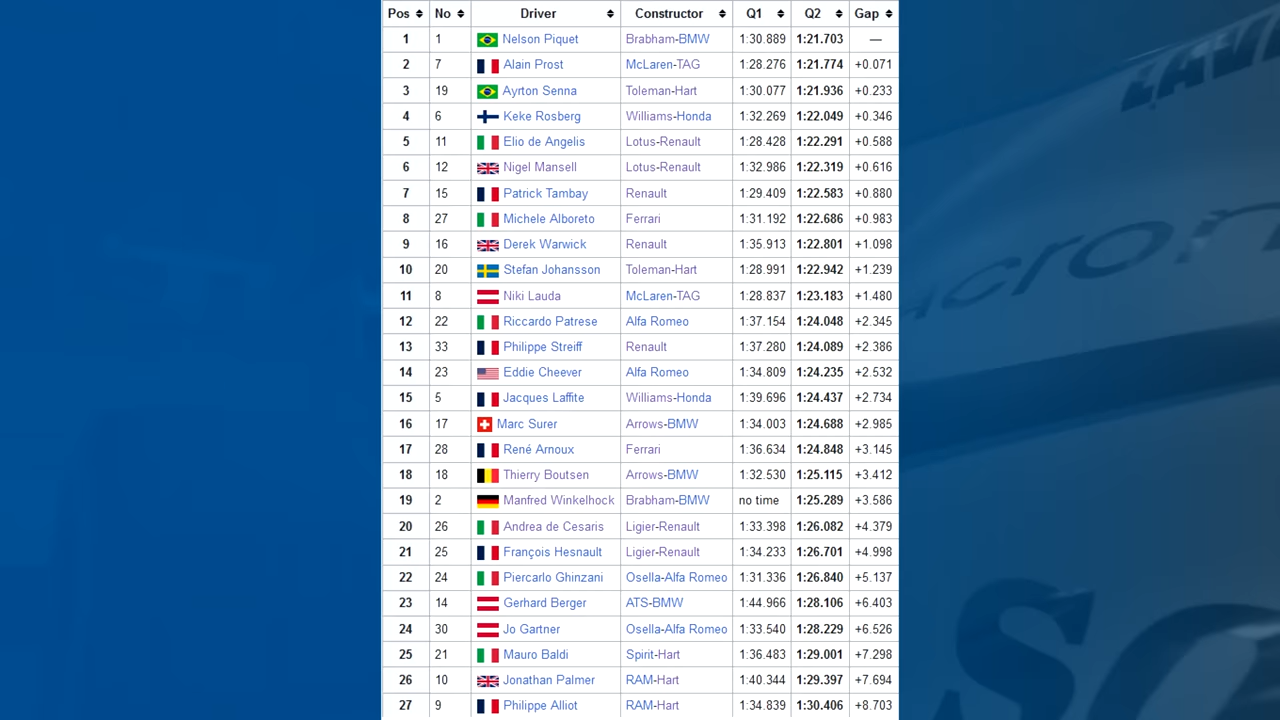 Pos No Driver Constructor Q1 Q2 Gap
1 1 Nelson Piquet Brabham-BMW 1:30.889 1:21.703 —
2 7 Alain Prost McLaren-TAG 1:28.276 1:21.774 +0.071
3 19 Ayrton Senna Toleman-Hart 1:30.077 1:21.936 +0.233
4 6 Keke Rosberg Williams-Honda 1:32.269 1:22.049 +0.346
5 11 Elio de Angelis Lotus-Renault 1:28.428 1:22.291 +0.588
6 12 Nigel Mansell Lotus-Renault 1:32.986 1:22.319 +0.616
7 15 Patrick Tambay Renault 1:29.409 1:22.583 +0.880
8 27 Michele Alboreto Ferrari 1:31.192 1:22.686 +0.983
9 16 Derek Warwick Renault 1:35.913 1:22.801 +1.098
10 20 Stefan Johansson Toleman-Hart 1:28.991 1:22.942 +1.239
11 8 Niki Lauda McLaren-TAG 1:28.837 1:23.183 +1.480
12 22 Riccardo Patrese Alfa Romeo 1:37.154 1:24.048 +2.345
13 33 Philippe Streiff Renault 1:37.280 1:24.089 +2.386
14 23 Eddie Cheever Alfa Romeo 1:34.809 1:24.235 +2.532
15 5 Jacques Laffite Williams-Honda 1:39.696 1:24.437 +2.734
16 17 Marc Surer Arrows-BMW 1:34.003 1:24.688 +2.985
17 28 René Arnoux Ferrari 1:36.634 1:24.848 +3.145
18 18 Thierry Boutsen Arrows-BMW 1:32.530 1:25.115 +3.412
19 2 Manfred Winkelhock Brabham-BMW no time 1:25.289 +3.586
20 26 Andrea de Cesaris Ligier-Renault 1:33.398 1:26.082 +4.379
21 25 François Hesnault Ligier-Renault 1:34.233 1:26.701 +4.998
22 24 Piercarlo Ghinzani Osella-Alfa Romeo 1:31.336 1:26.840 +5.137
23 14 Gerhard Berger ATS-BMW 1:44.966 1:28.106 +6.403
24 30 Jo Gartner Osella-Alfa Romeo 1:33.540 1:28.229 +6.526
25 21 Mauro Baldi Spirit-Hart 1:36.483 1:29.001 +7.298
26 10 Jonathan Palmer RAM-Hart 1:40.344 1:29.397 +7.694
27 9 Philippe Alliot RAM-Hart 1:34.839 1:30.406 +8.703